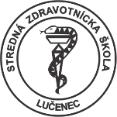 STREDNÁ ZDRAVOTNÍCKA ŠKOLA
LUČENEC